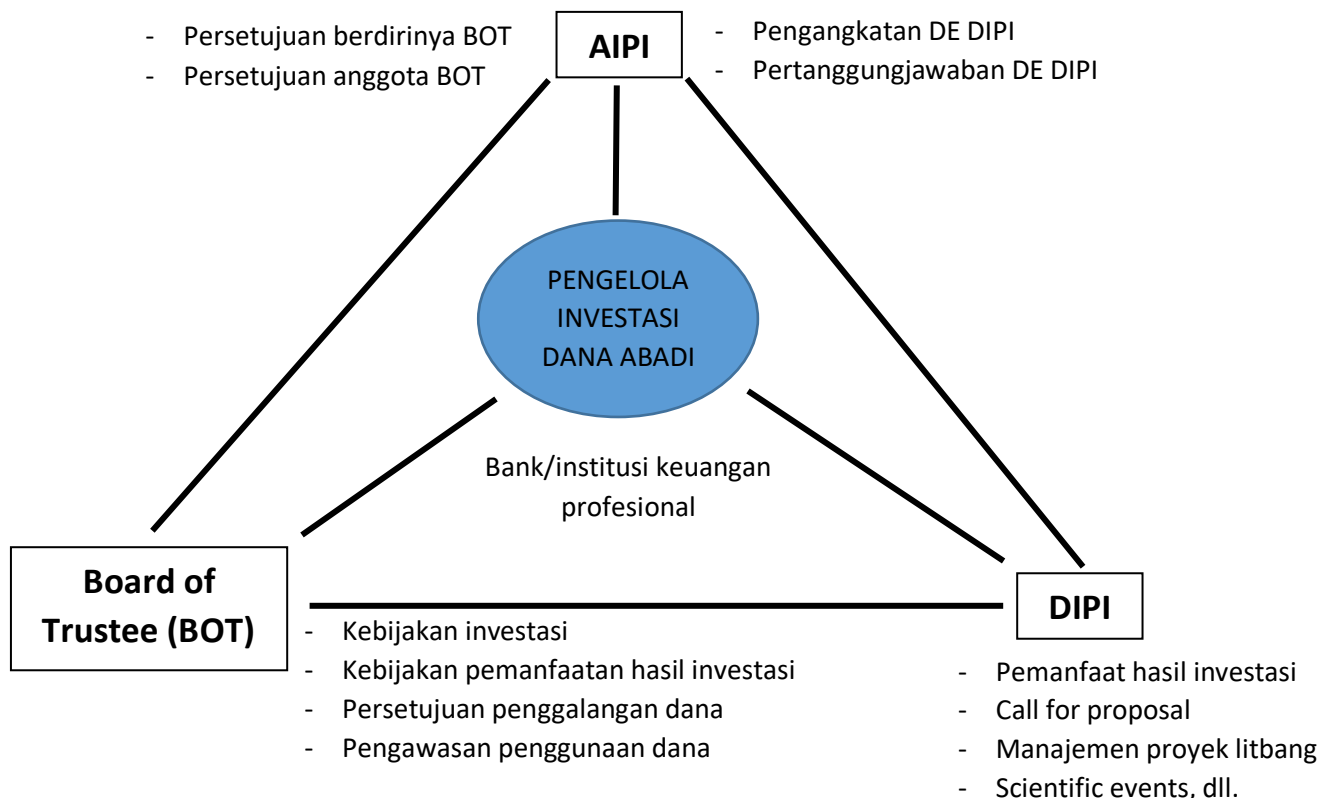 - Persetujuan berdirinya BOT
- Persetujuan anggota BOT
AIPI
- Pengangkatan DE DIPI
- Pertanggungjawaban DE DIPI
PENGELOLA
INVESTASI
DANA ABADI
Bank/institusi keuangan
profesional
Board of
Trustee (BOT)
- Kebijakan investasi
- Kebijakan pemanfaatan hasil investasi
- Persetujuan penggalangan dana
- Pengawasan penggunaan dana
DIPI
- Pemanfaat hasil investasi
- Call for proposal
- Manajemen proyek litbang
- Scientific events, dll.